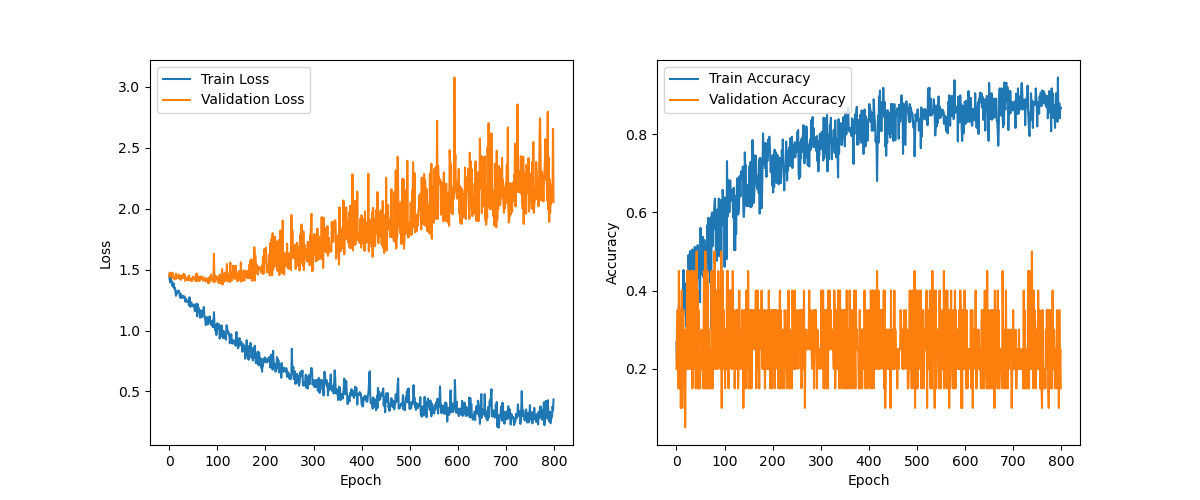 Train Loss
Validation Loss
3.0
2.5
2.0
1.5
1.0
0.5
Loss
0 100 200 300 400 500 600 700 800
Epoch
Train Accuracy
Validation Accuracy
0.8
0.6
0.4
0.2
Accuracy
0 100 200 300 400 500 600 700 800
Epoch